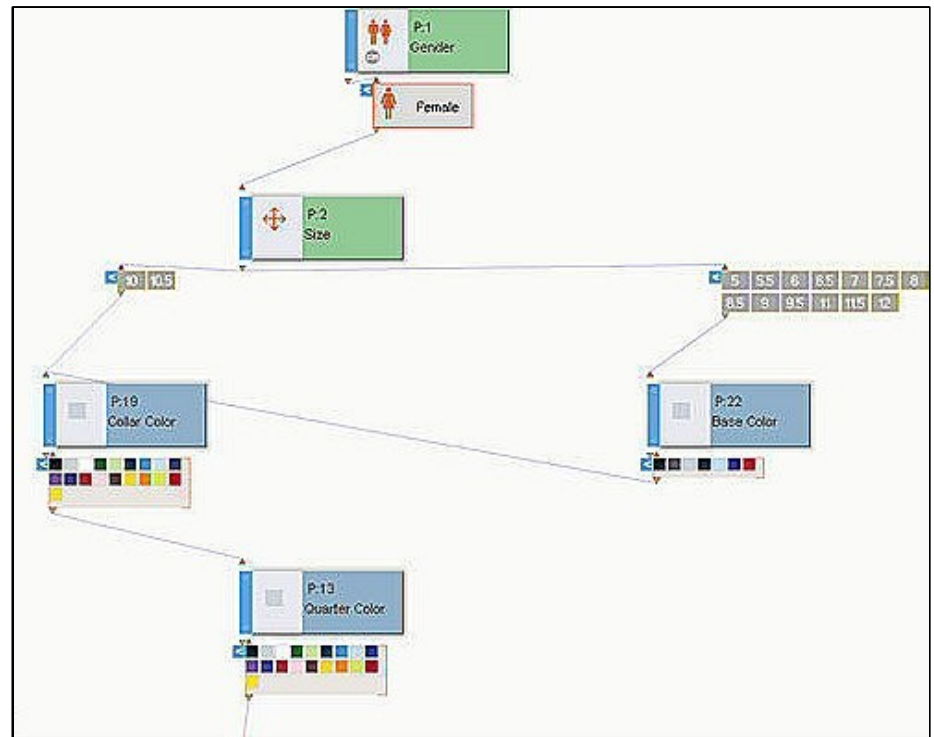 P:1
Gender
Female
P:2
Size
10 10.5
5 5.5 6 6.5 7 7.5 8
8.5 9 9.5 11 11.5 12
P:19
Collar Color
P:22
Base Color
P:13
Quarter Color